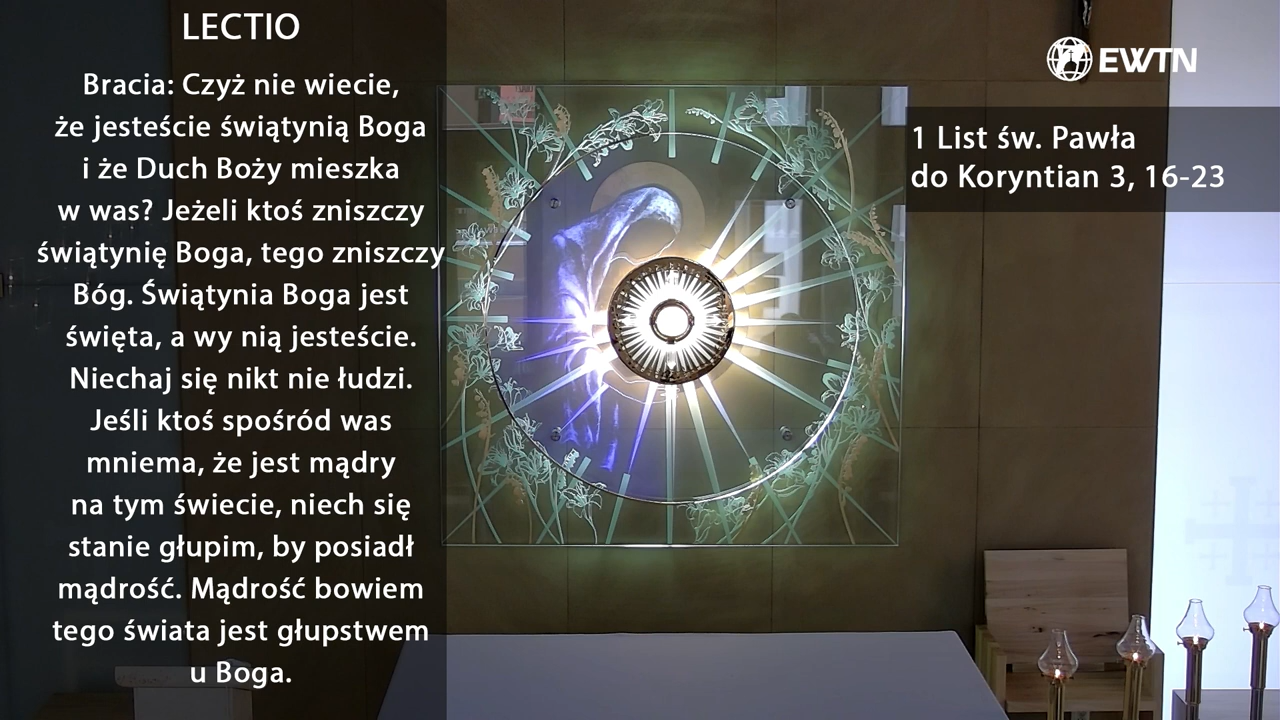 LECTIO
Bracia: Czyż nie wiecie,
że jesteście świątynią Boga
i że Duch Boży mieszka
w was? Jeżeli ktoś zniszczy
świątynię Boga, tego zniszczy
Bóg. Świątynia Boga jest
święta, a wy nią jesteście.
Niechaj się nikt nie łudzi.
Jeśli ktoś spośród was
mniema, że jest mądry
na tym świecie, niech się
stanie głupim, by posiadł
mądrość. Mądrość bowiem
tego świata jest głupstwem
u Boga.
EWTN
1 List św. Pawła
do Koryntian 3, 16-23